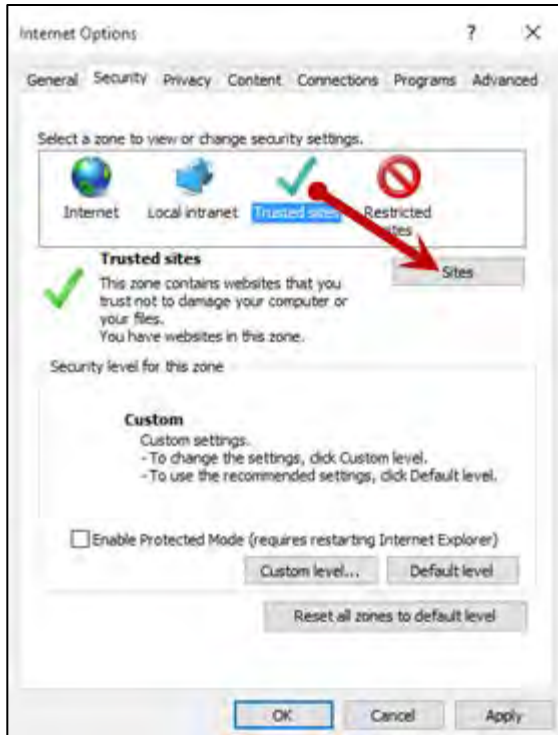 Internet Options
General Security Privacy Content Connections Programs Advanced
Select a zone to view or change security settings.
Internet Local intranet Trusted sites Restricted
sites
Trusted sites
Sites
This zone contains websites that you
trust not to damage your computer or
your files.
You have websites in this zone.
Security level for this zone
Custom
Custom settings.
- To change the settings, click Custom level.
- To use the recommended settings, click Default level.
Enable Protected Mode (requires restarting Internet Explorer)
Custom level... Default level
Reset all zones to default level
OK Cancel Apply